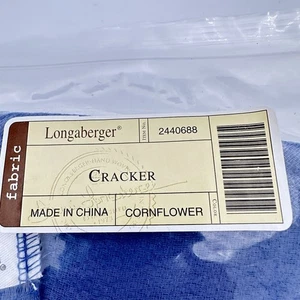 fabric
Longaberger®
Item No.
2440688
CRACKER
MADE IN CHINA
CORNFLOWER